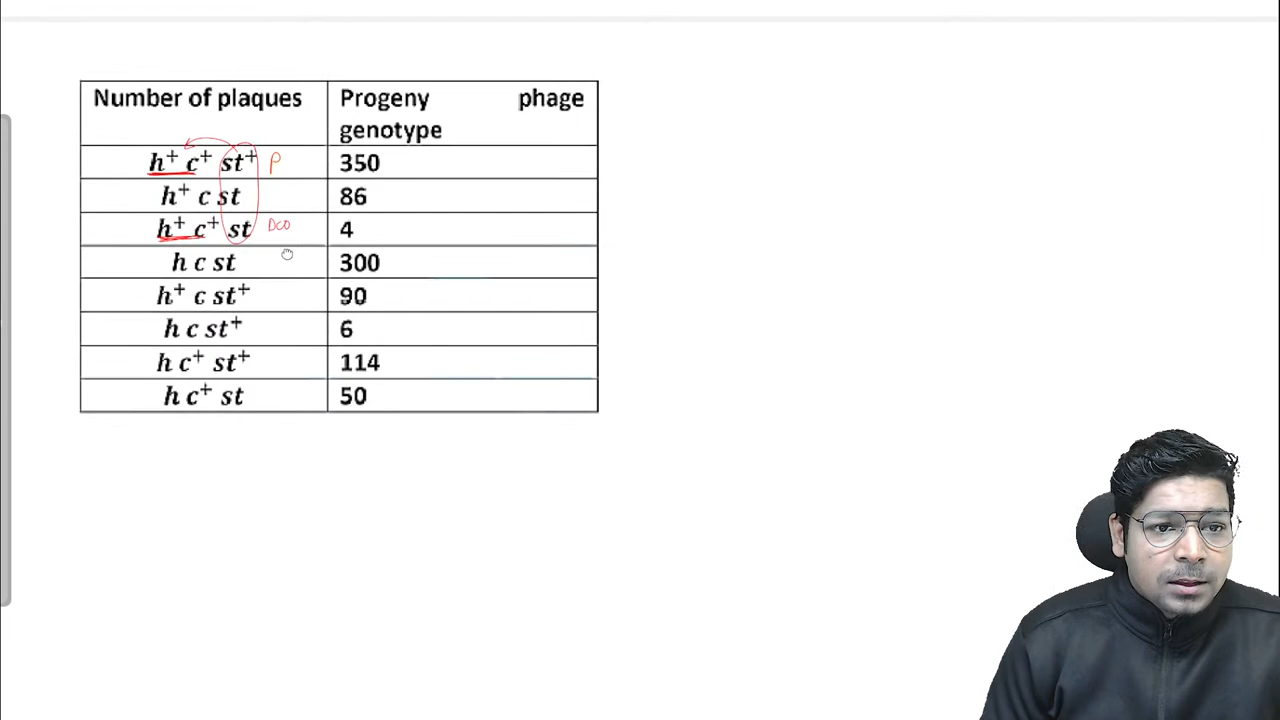 Number of plaques	Progeny phage genotype
h⁺ c⁺ st⁺ P	350
h⁺ c st	86
h⁺ c⁺ st DCO	4
h c st	300
h⁺ c st⁺	90
h c st⁺	6
h c⁺ st⁺	114
h c⁺ st	50